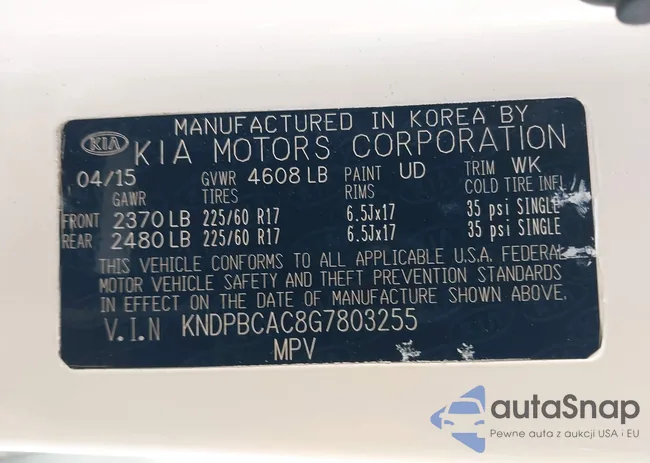 MANUFACTURED IN KOREA BY
KIA KIA MOTORS CORPORATION
04/15 GVWR 4608 LB PAINT UD TRIM WK
GAWR TIRES RIMS COLD TIRE INFL
FRONT 2370 LB 225/60 R17 6.5Jx17 35 psi SINGLE
REAR 2480 LB 225/60 R17 6.5Jx17 35 psi SINGLE
THIS VEHICLE CONFORMS TO ALL APPLICABLE U.S.A. FEDERAL
MOTOR VEHICLE SAFETY AND THEFT PREVENTION STANDARDS
IN EFFECT ON THE DATE OF MANUFACTURE SHOWN ABOVE.
V.I.N KNDPBCAC8G7803255
MPV
autaSnap
Pewne auta z aukcji USA i EU